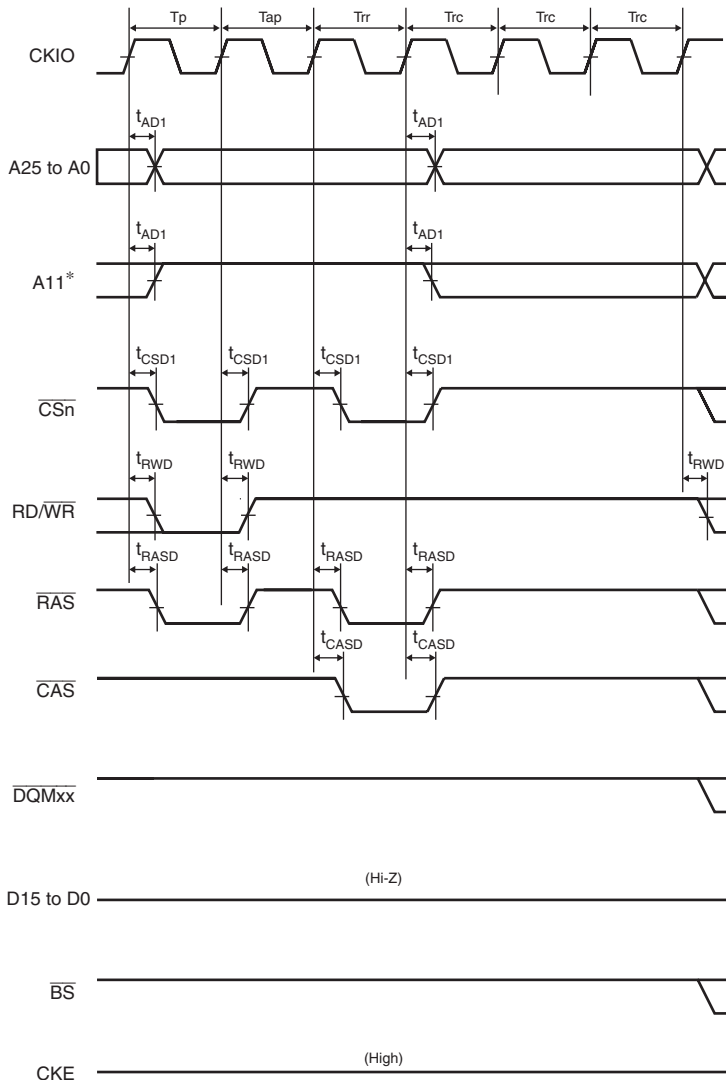 Tp Tap Trr Trc Trc Trc
CKIO
tAD1 tAD1
A25 to A0
tAD1 tAD1
A11*
tCSD1 tCSD1 tCSD1 tCSD1
CSn
tRWD tRWD tRWD
RD/WR
tRASD tRASD tRASD tRASD
RAS
tCASD tCASD
CAS
DQMxx
(Hi-Z)
D15 to D0
BS
(High)
CKE